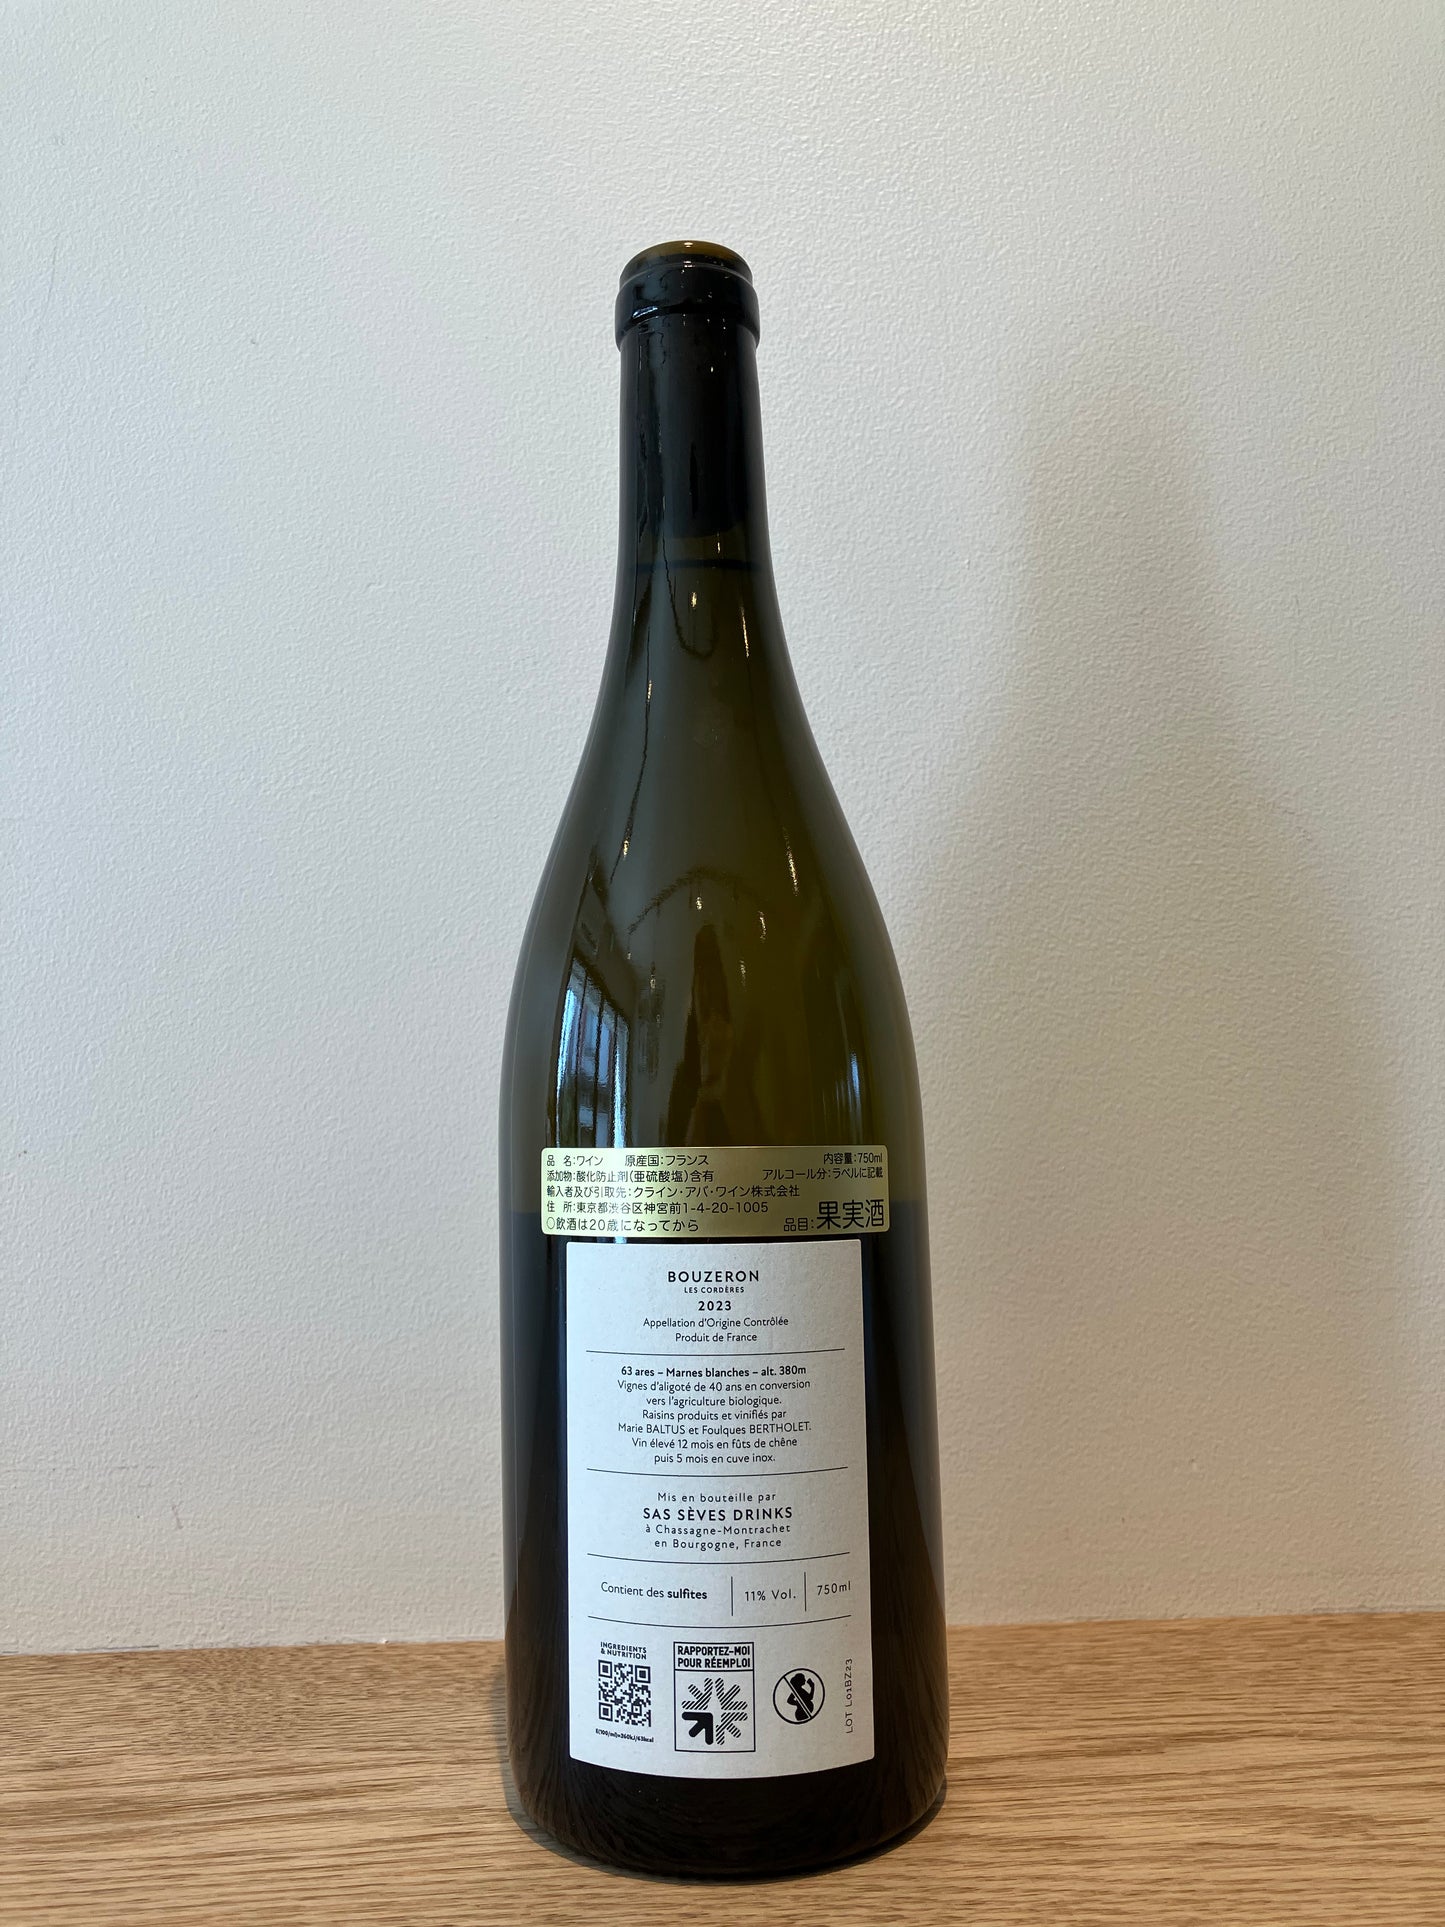 品　名:ワイン　原産国:フランス　内容量:750ml
添加物:酸化防止剤(亜硫酸塩)含有　アルコール分:ラベルに記載
輸入者及び引取先:クライン・アバ・ワイン株式会社
住　所:東京都渋谷区神宮前1-4-20-1005
○飲酒は20歳になってから　品目:果実酒
BOUZERON
LES CORDÈRES
2023
Appellation d'Origine Contrôlée
Produit de France
63 ares – Marnes blanches – alt. 380m
Vignes d'aligoté de 40 ans en conversion
vers l'agriculture biologique.
Raisins produits et vinifiés par
Marie BALTUS et Foulques BERTHOLET.
Vin élevé 12 mois en fûts de chêne
puis 5 mois en cuve inox.
Mis en bouteille par
SAS SÈVES DRINKS
à Chassagne-Montrachet
en Bourgogne, France
Contient des sulfites
11% Vol.
750ml
INGREDIENTS
& NUTRITION
E(100/ml)=260kJ/63kcal
RAPPORTEZ-MOI
POUR RÉEMPLOI
LOT L01BZ23